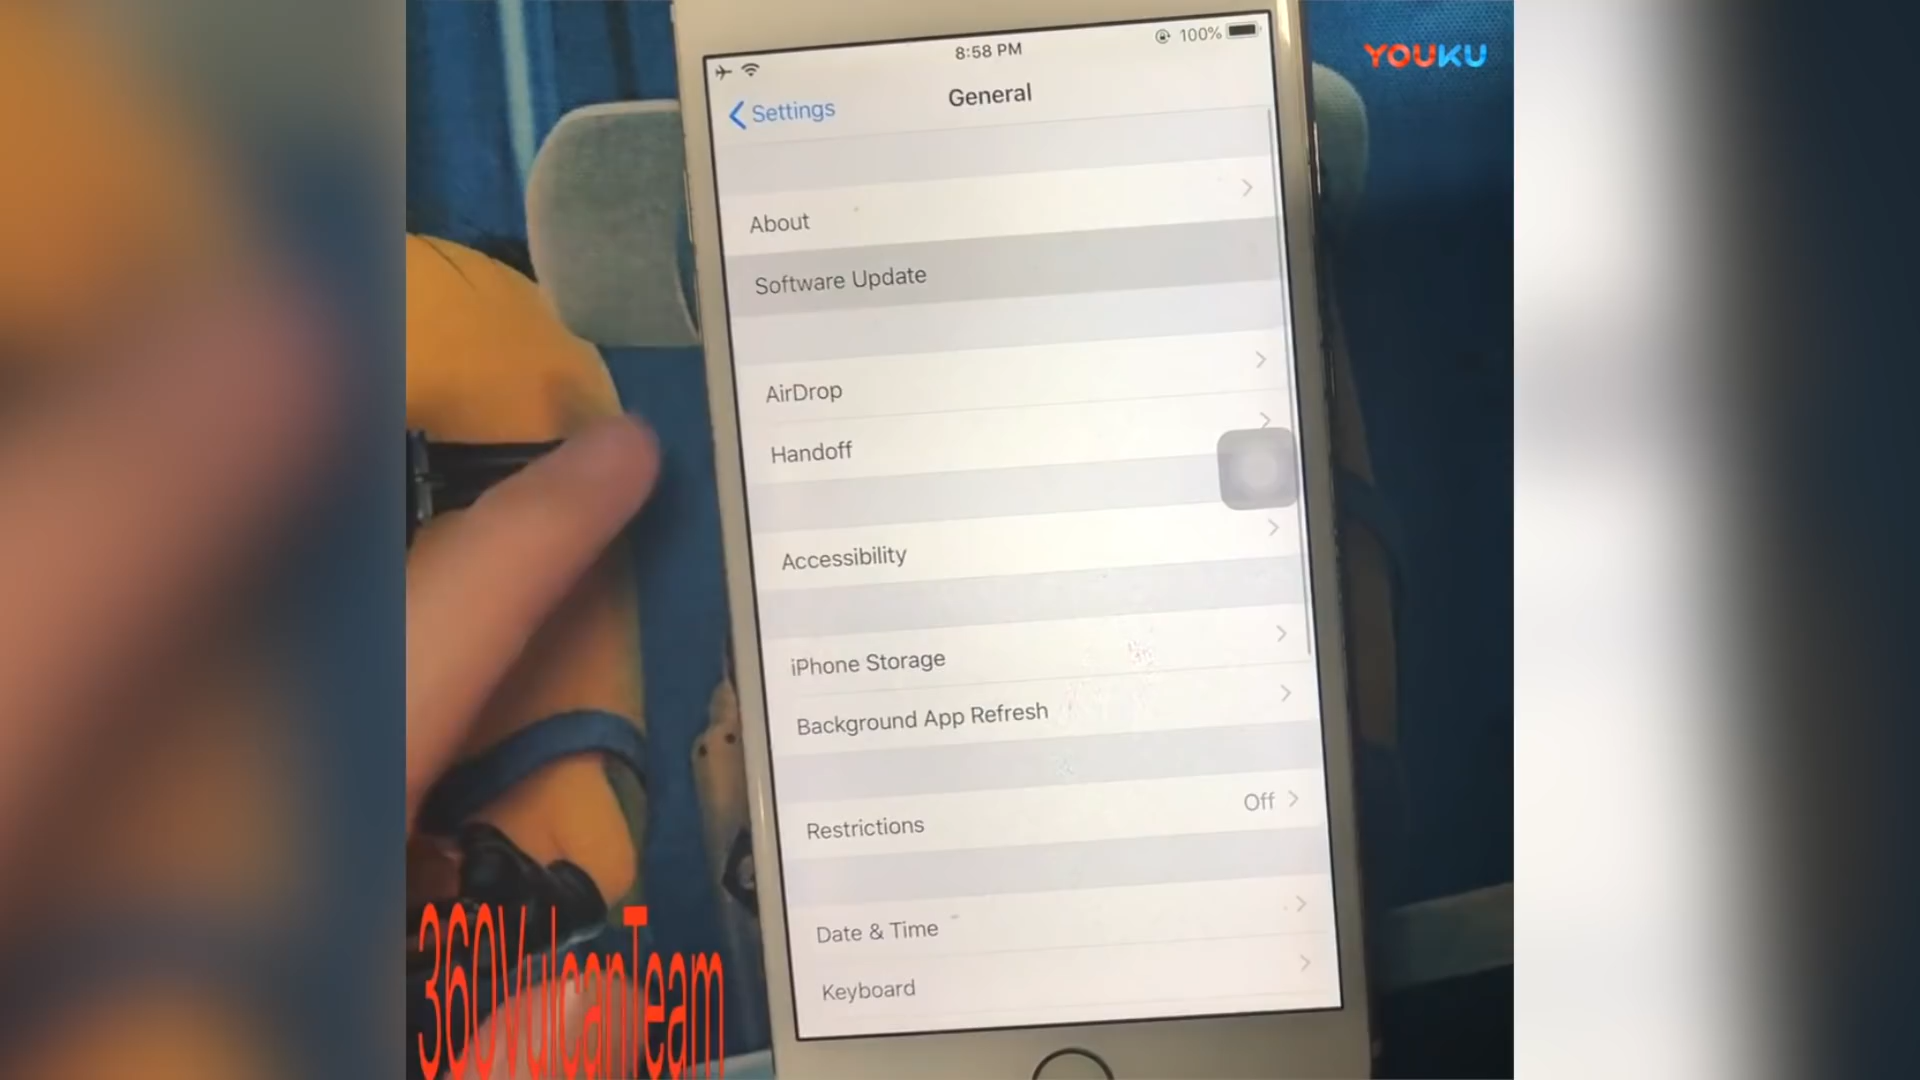 YOUKU
8:58 PM
100%
Settings
General
About
Software Update
AirDrop
Handoff
Accessibility
iPhone Storage
Background App Refresh
Restrictions
Off
Date & Time
Keyboard
360VulcanTeam